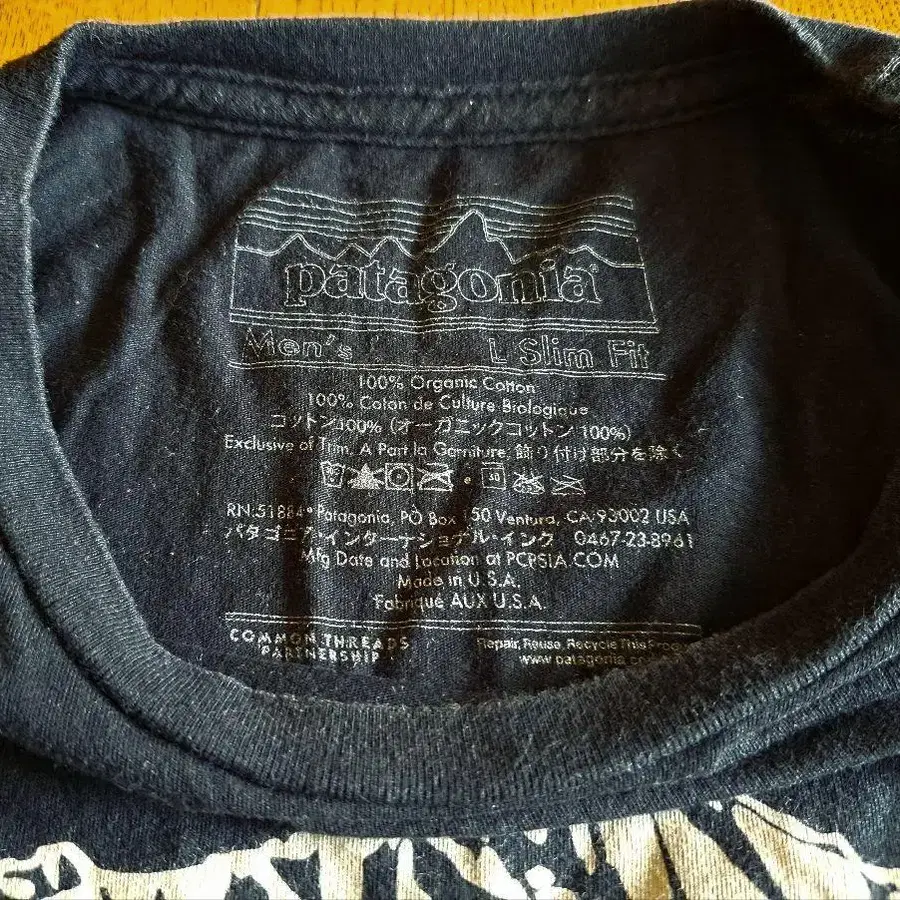 patagonia®
Men's L Slim Fit
100% Organic Cotton
100% Coton de Culture Biologique
コットン100% (オーガニックコットン 100%)
Exclusive of Trim. A Part la Garniture. 飾り付け部分を除く
RN:51884 Patagonia, PO Box 150 Ventura, CA 93002 USA
パタゴニア・インターナショナル・インク 0467-23-8961
Mfg Date and Location at PCPSIA.COM
Made in U.S.A.
Fabriqué AUX U.S.A.
COMMON THREADS
PARTNERSHIP
Repair, Reuse, Recycle This
www.patagonia